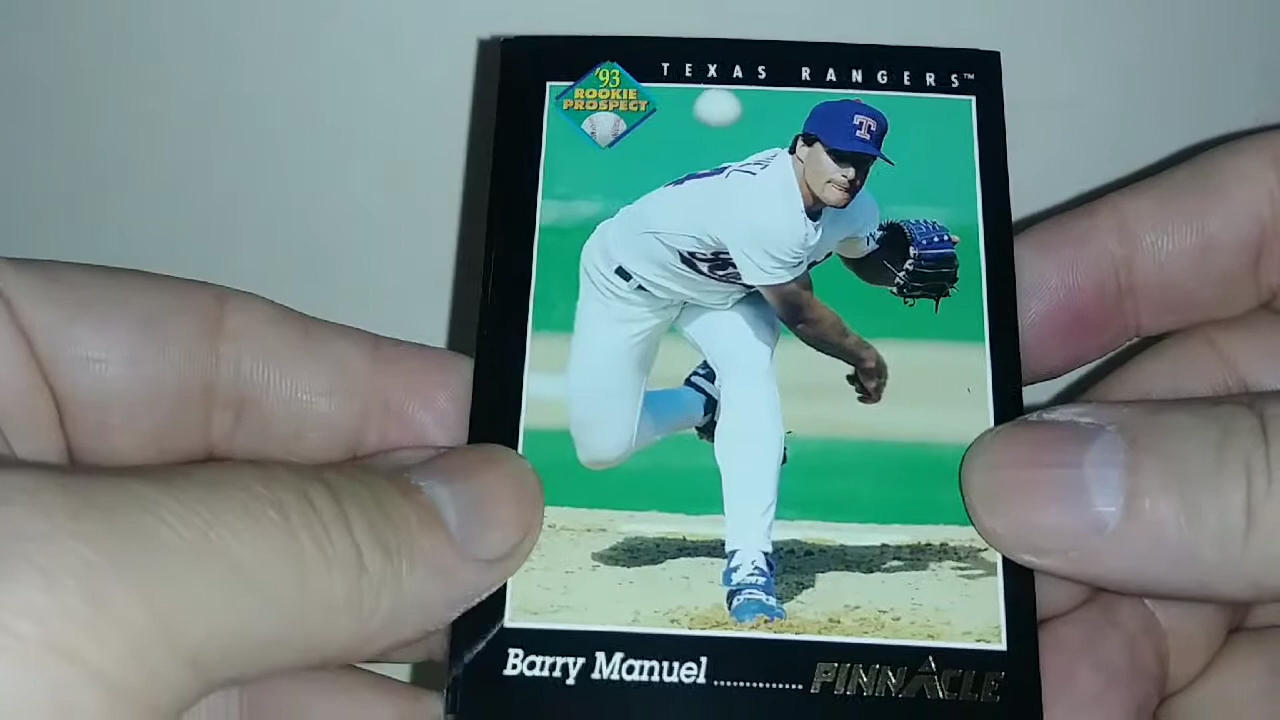 TEXAS RANGERS™
'93
ROOKIE
PROSPECT
T
Barry Manuel ............. PINNACLE